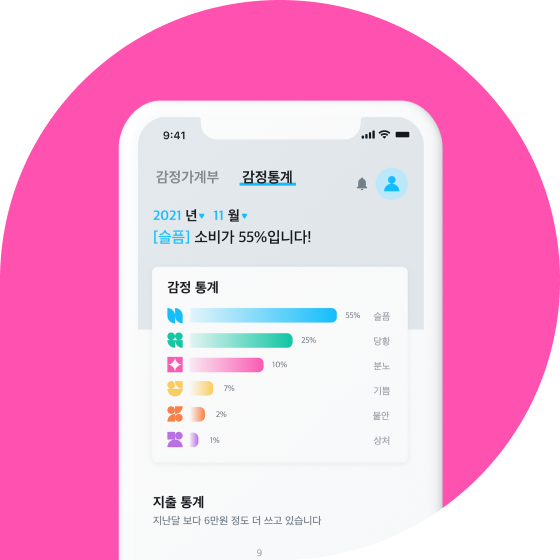 9:41
감정가계부 감정통계
2021 년 11 월
[슬픔] 소비가 55%입니다!
감정 통계
55% 슬픔
25% 당황
10% 분노
7% 기쁨
2% 불안
1% 상처
지출 통계
지난달 보다 6만원 정도 더 쓰고 있습니다
9